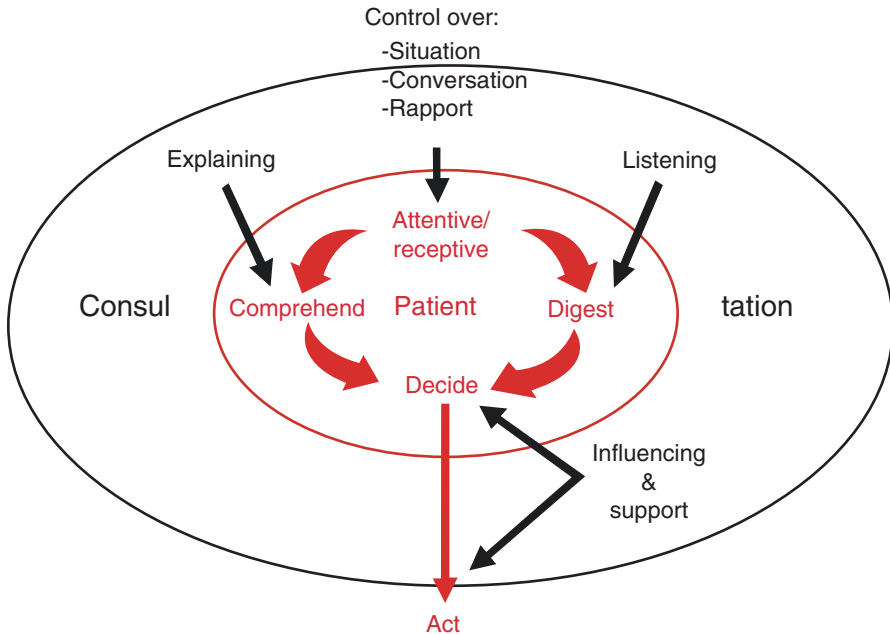 Control over:
-Situation
-Conversation
-Rapport
Explaining
Listening
Attentive/
receptive
Consul
Comprehend
Patient
Digest
tation
Decide
Influencing
&
support
Act